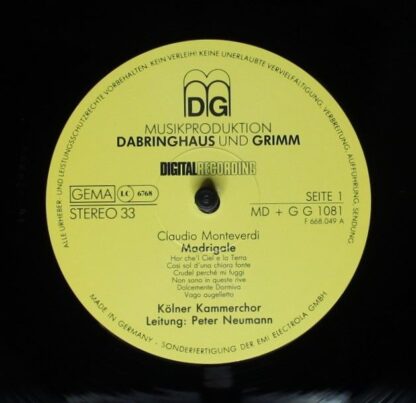 ALLE URHEBER- UND LEISTUNGSSCHUTZRECHTE VORBEHALTEN. KEIN VERLEIH! KEINE UNERLAUBTE VERVIELFÄLTIGUNG, VERBREITUNG, AUFFÜHRUNG, SENDUNG
DG
MUSIKPRODUKTION
DABRINGHAUS UND GRIMM
DIGITALRECORDING
GEMA LC 6768
STEREO 33
SEITE 1
MD + G G 1081
F 668.049 A
Claudio Monteverdi
Madrigale
Hor che'l Ciel e la Terra
Cosi sol d'una chiara fonte
Crudel perché mi fuggi
Non sono in queste rive
Dolcemente Dormiva
Vago augelletto
Kölner Kammerchor
Leitung: Peter Neumann
MADE IN GERMANY - SONDERFERTIGUNG DER EMI ELECTROLA GMBH